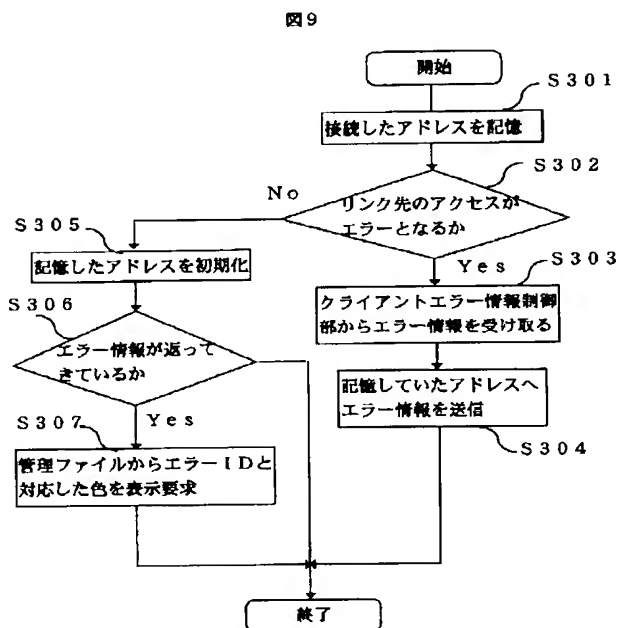 図9
開始
S301
接続したアドレスを記憶
S302
リンク先のアクセスが
エラーとなるか
No
Yes
S303
クライアントエラー情報制御
部からエラー情報を受け取る
記憶していたアドレスへ
エラー情報を送信
S304
S305
記憶したアドレスを初期化
S306
エラー情報が返って
きているか
Yes
S307
管理ファイルからエラーIDと
対応した色を表示要求
終了